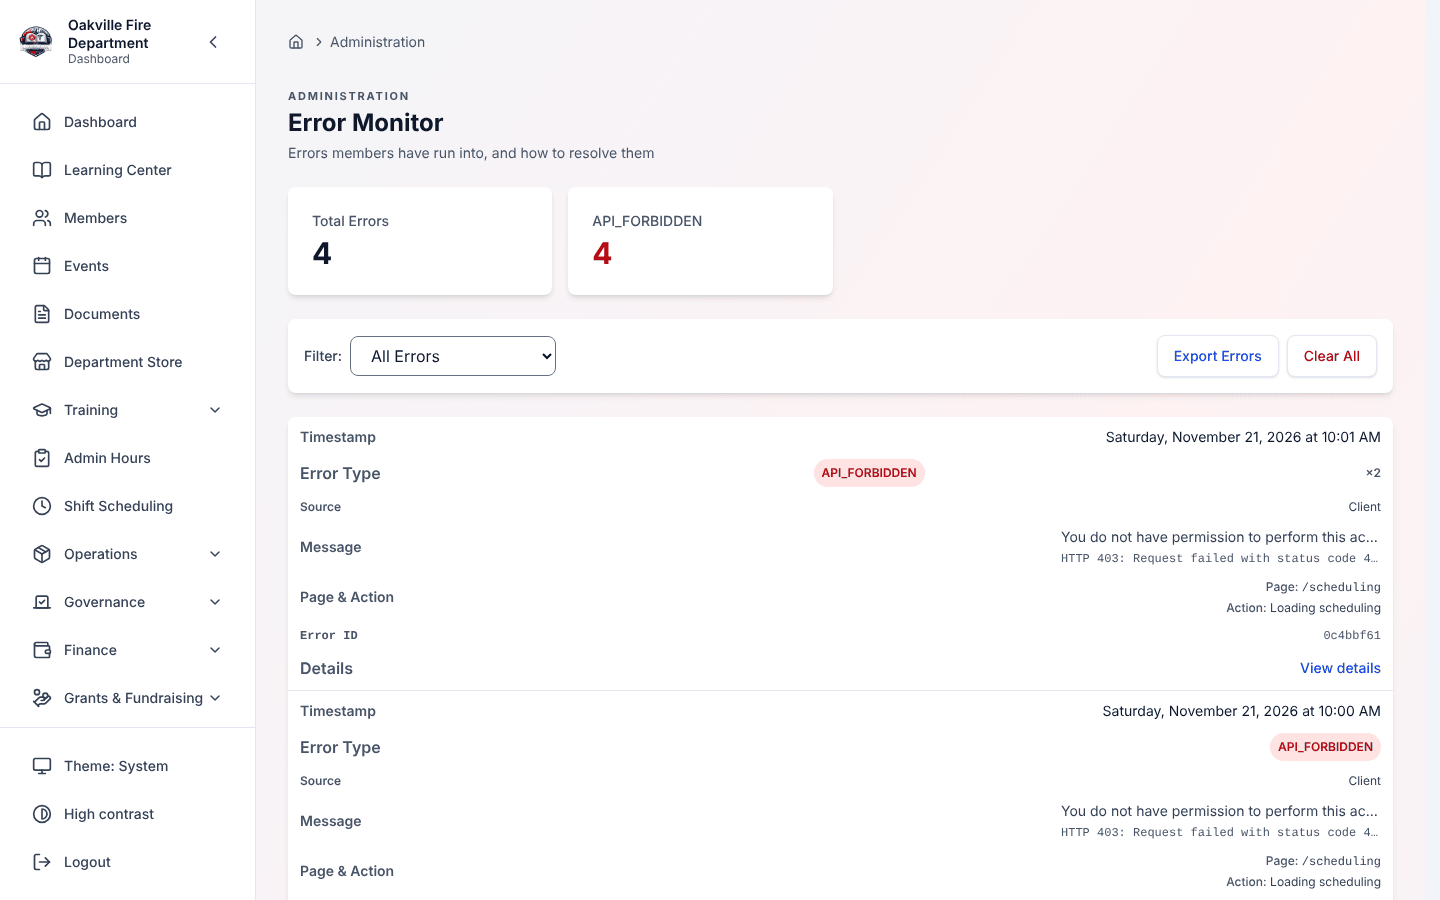 Oakville Fire
Department
Dashboard
Dashboard
Learning Center
Members
Events
Documents
Department Store
Training
Admin Hours
Shift Scheduling
Operations
Governance
Finance
Grants & Fundraising
Theme: System
High contrast
Logout
Administration
ADMINISTRATION
Error Monitor
Errors members have run into, and how to resolve them
Total Errors
4
API_FORBIDDEN
4
Filter: All Errors
Export Errors
Clear All
Timestamp Saturday, November 21, 2026 at 10:01 AM
Error Type API_FORBIDDEN ×2
Source Client
Message You do not have permission to perform this ac...
HTTP 403: Request failed with status code 4…
Page & Action Page: /scheduling
Action: Loading scheduling
Error ID 0c4bbf61
Details View details
Timestamp Saturday, November 21, 2026 at 10:00 AM
Error Type API_FORBIDDEN
Source Client
Message You do not have permission to perform this ac...
HTTP 403: Request failed with status code 4…
Page & Action Page: /scheduling
Action: Loading scheduling